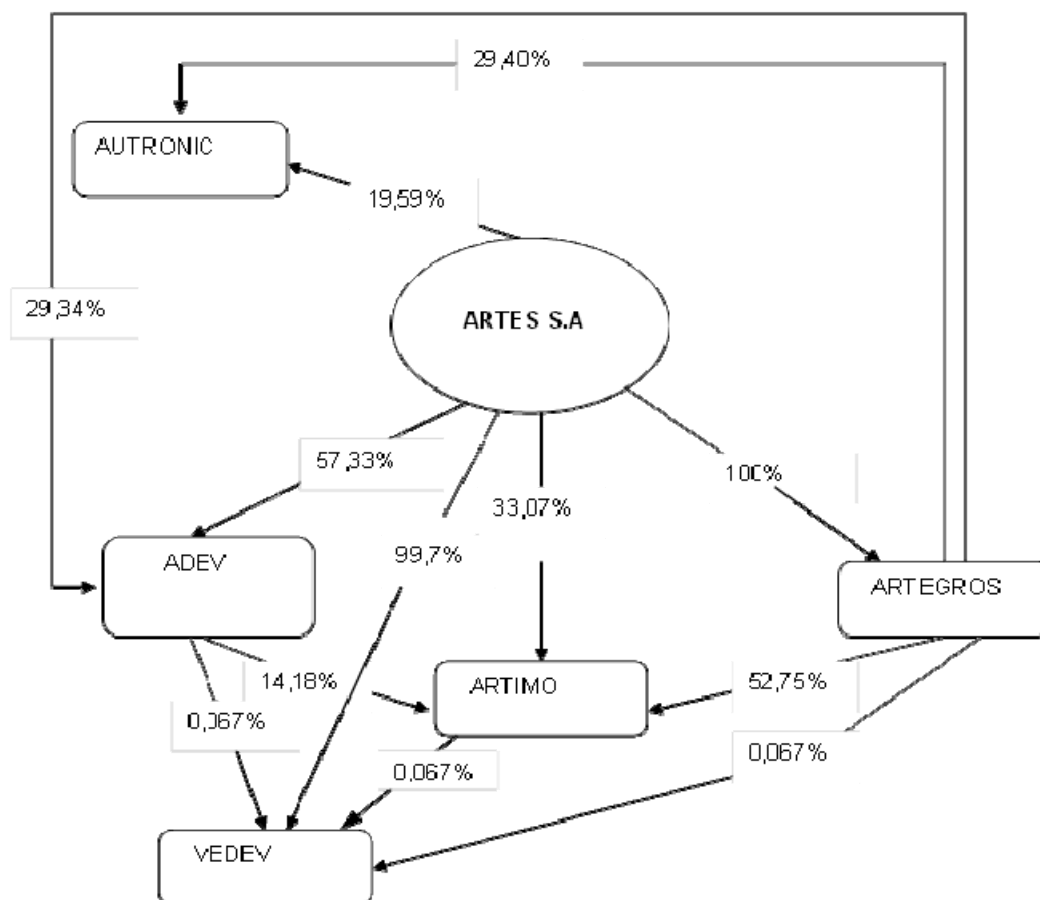 29,40%
AUTRONIC
19,59%
29,34%
ARTES S.A
57,33%
100%
33,07%
99,7%
ADEV
ARTEGROS
14,18%
ARTIMO
52,75%
0,067%
0,067%
0,067%
VEDEV